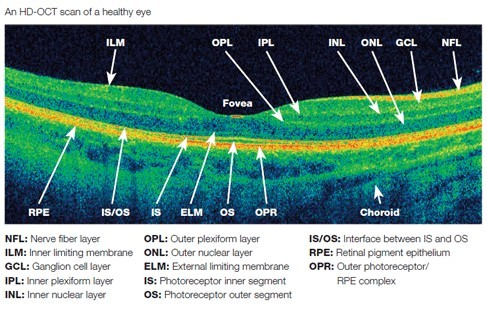 An HD-OCT scan of a healthy eye
ILM OPL IPL INL ONL GCL NFL
Fovea
RPE IS/OS IS ELM OS OPR Choroid
NFL: Nerve fiber layer
ILM: Inner limiting membrane
GCL: Ganglion cell layer
IPL: Inner plexiform layer
INL: Inner nuclear layer
OPL: Outer plexiform layer
ONL: Outer nuclear layer
ELM: External limiting membrane
IS: Photoreceptor inner segment
OS: Photoreceptor outer segment
IS/OS: Interface between IS and OS
RPE: Retinal pigment epithelium
OPR: Outer photoreceptor/
RPE complex